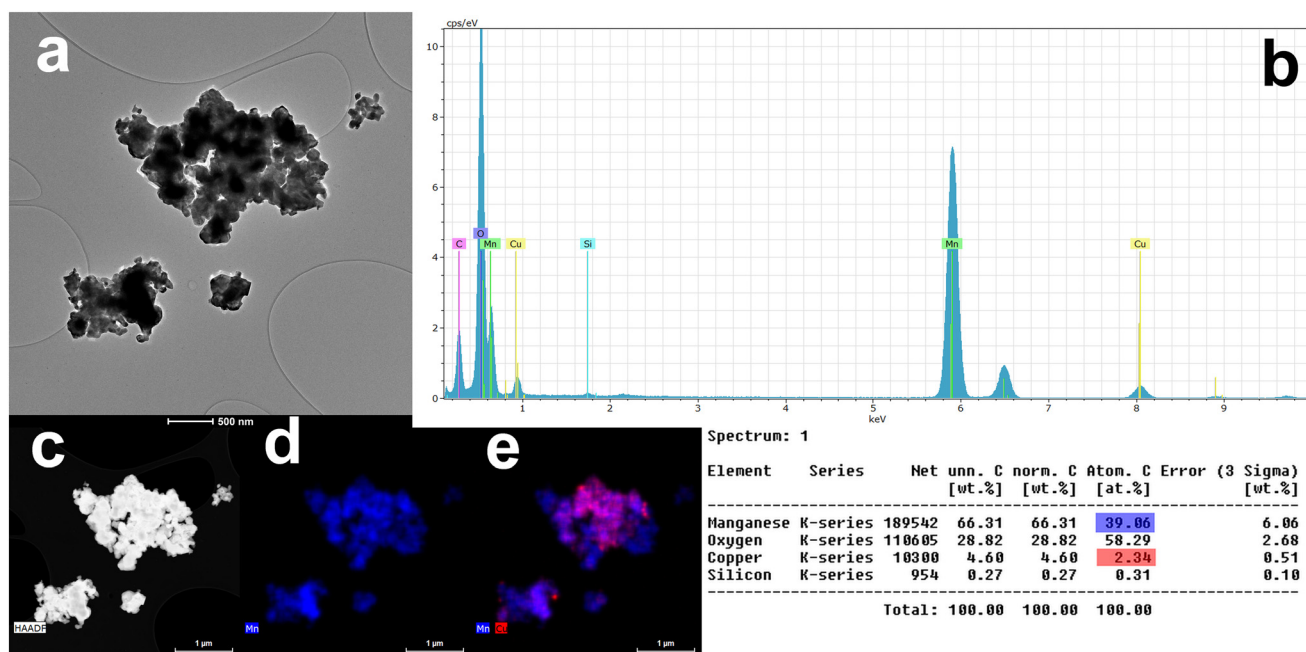 a
500 nm
cps/eV
b
10
8
6
4
2
0
C
O
Mn
Cu
Si
Mn
Cu
1 2 3 4 5 6 7 8 9
keV
c
HAADF
1 µm
d
Mn
1 µm
e
Mn Cu
1 µm
Spectrum: 1
Element Series Net unn. C norm. C Atom. C Error (3 Sigma)
[wt.%] [wt.%] [at.%] [wt.%]
Manganese K-series 189542 66.31 66.31 39.06 6.06
Oxygen K-series 110605 28.82 28.82 58.29 2.68
Copper K-series 10300 4.60 4.60 2.34 0.51
Silicon K-series 954 0.27 0.27 0.31 0.10
Total: 100.00 100.00 100.00